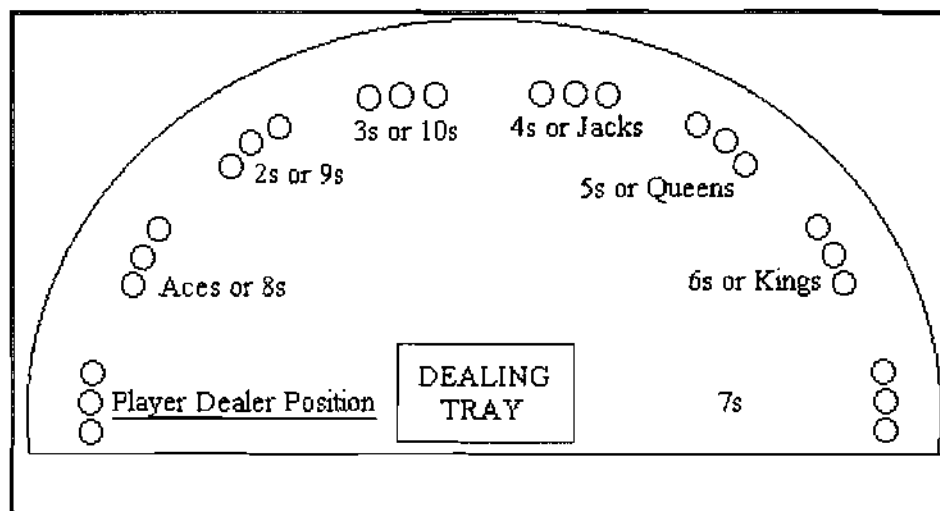 3s or 10s
4s or Jacks
2s or 9s
5s or Queens
Aces or 8s
6s or Kings
Player Dealer Position
DEALING
TRAY
7s